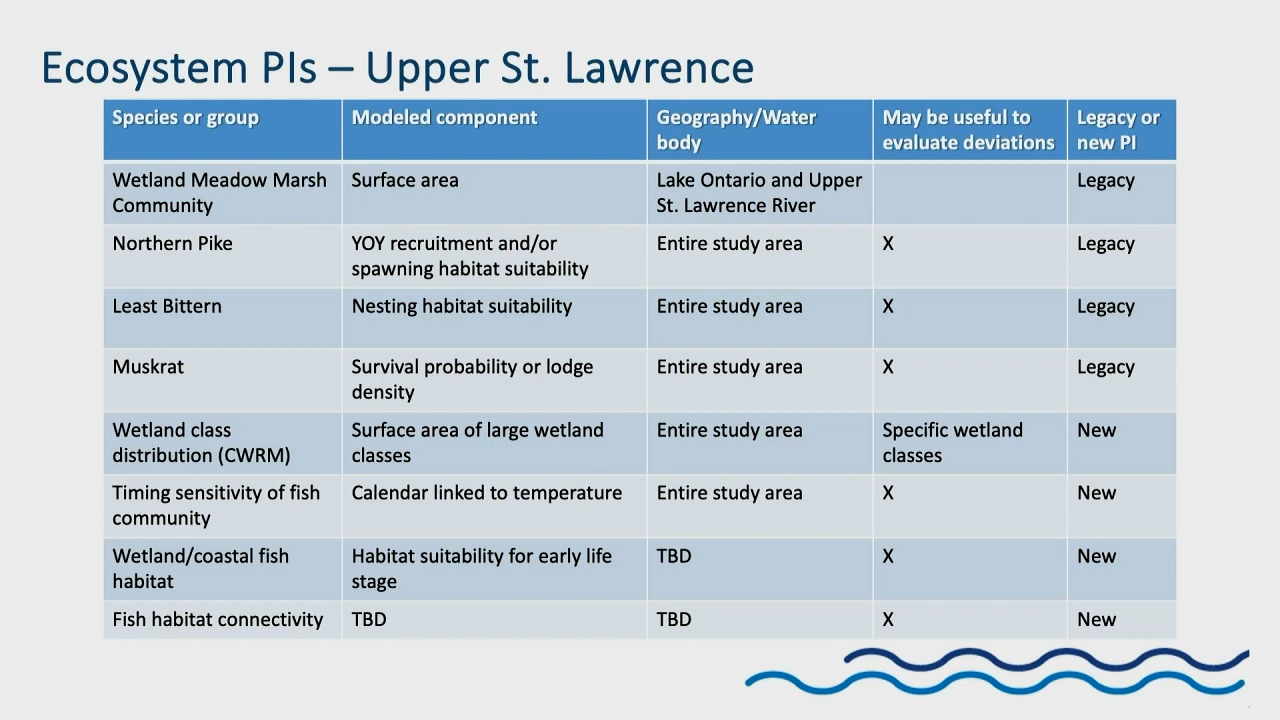 Ecosystem PIs – Upper St. Lawrence
Species or group
Modeled component
Geography/Water
body
May be useful to
evaluate deviations
Legacy or
new PI
Wetland Meadow Marsh
Community
Surface area
Lake Ontario and Upper
St. Lawrence River
Legacy
Northern Pike
YOY recruitment and/or
spawning habitat suitability
Entire study area
X
Legacy
Least Bittern
Nesting habitat suitability
Entire study area
X
Legacy
Muskrat
Survival probability or lodge
density
Entire study area
X
Legacy
Wetland class
distribution (CWRM)
Surface area of large wetland
classes
Entire study area
Specific wetland
classes
New
Timing sensitivity of fish
community
Calendar linked to temperature
Entire study area
X
New
Wetland/coastal fish
habitat
Habitat suitability for early life
stage
TBD
X
New
Fish habitat connectivity
TBD
TBD
X
New